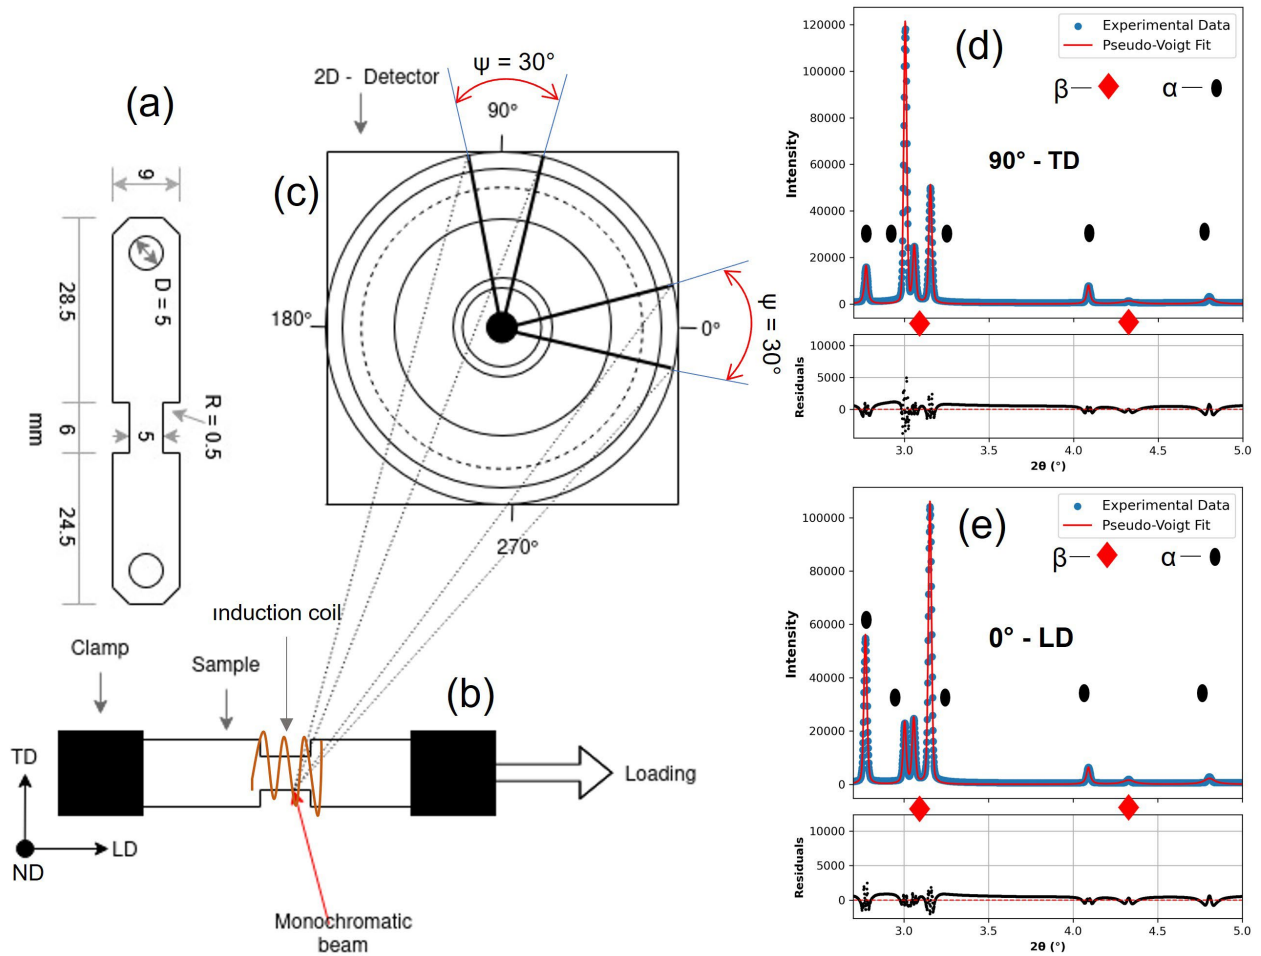 (a)
9
D = 5
28.5
R = 0.5
6
5
mm
24.5
2D - Detector
(c)
ψ = 30°
90°
180°
0°
ψ = 30°
270°
induction coil
Clamp
Sample
(b)
TD
LD
ND
Loading
Monochromatic
beam
(d)
Experimental Data
Pseudo-Voigt Fit
β
α
90° - TD
Intensity
120000
100000
80000
60000
40000
20000
0
Residuals
10000
5000
0
3.0 3.5 4.0 4.5 5.0
2θ (°)
(e)
Experimental Data
Pseudo-Voigt Fit
β
α
0° - LD
Intensity
100000
80000
60000
40000
20000
0
Residuals
10000
5000
0
3.0 3.5 4.0 4.5 5.0
2θ (°)